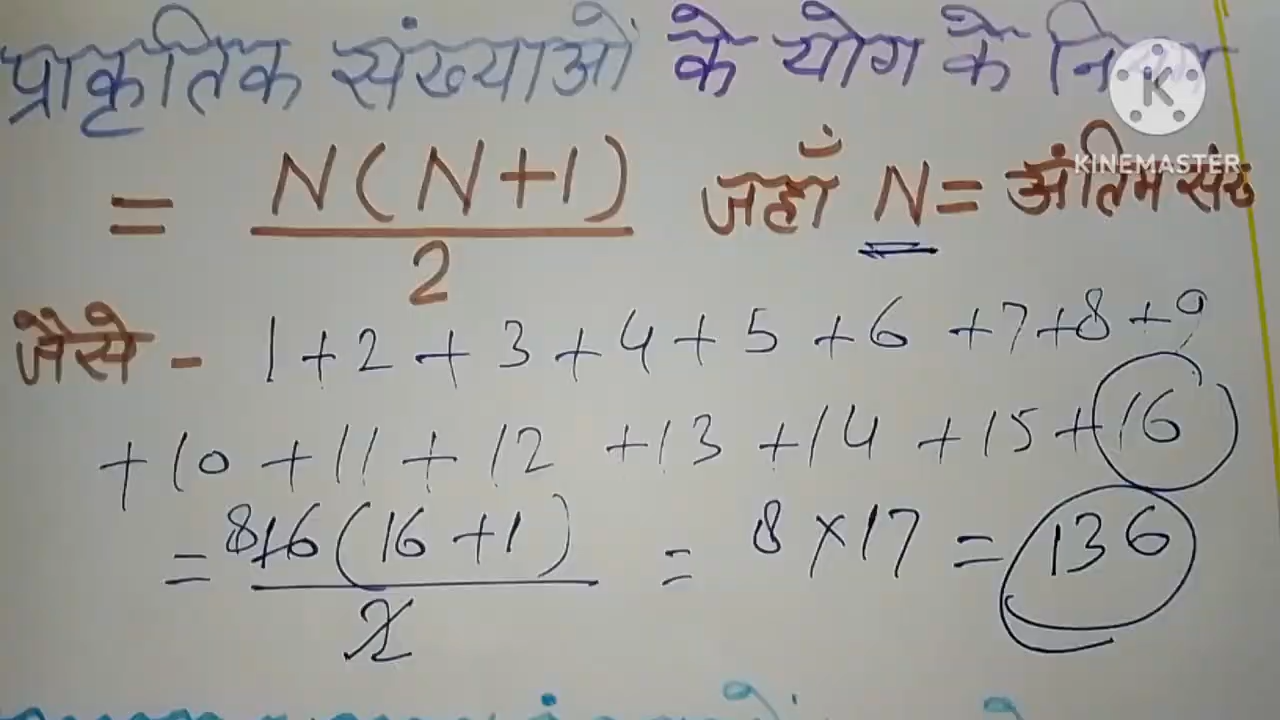 प्राकृतिक संख्याओं के योग के
K
KINEMASTER
= N(N+1)/2 जहाँ N = अंतिम
जैसे - 1+2+3+4+5+6+7+8+9
+10+11+12+13+14+15+16
= 8 16(16+1)/2 = 8×17 = 136